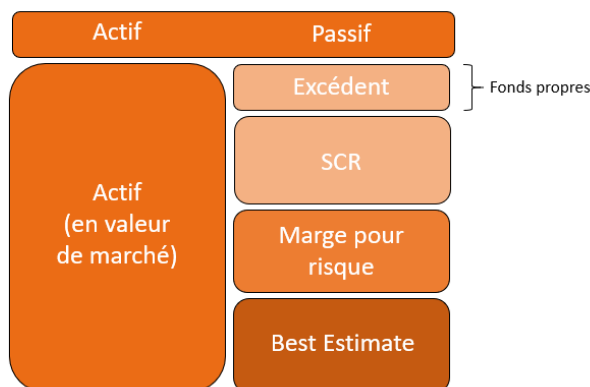 Actif
Passif
Excédent
Fonds propres
SCR
Actif
(en valeur
de marché)
Marge pour
risque
Best Estimate